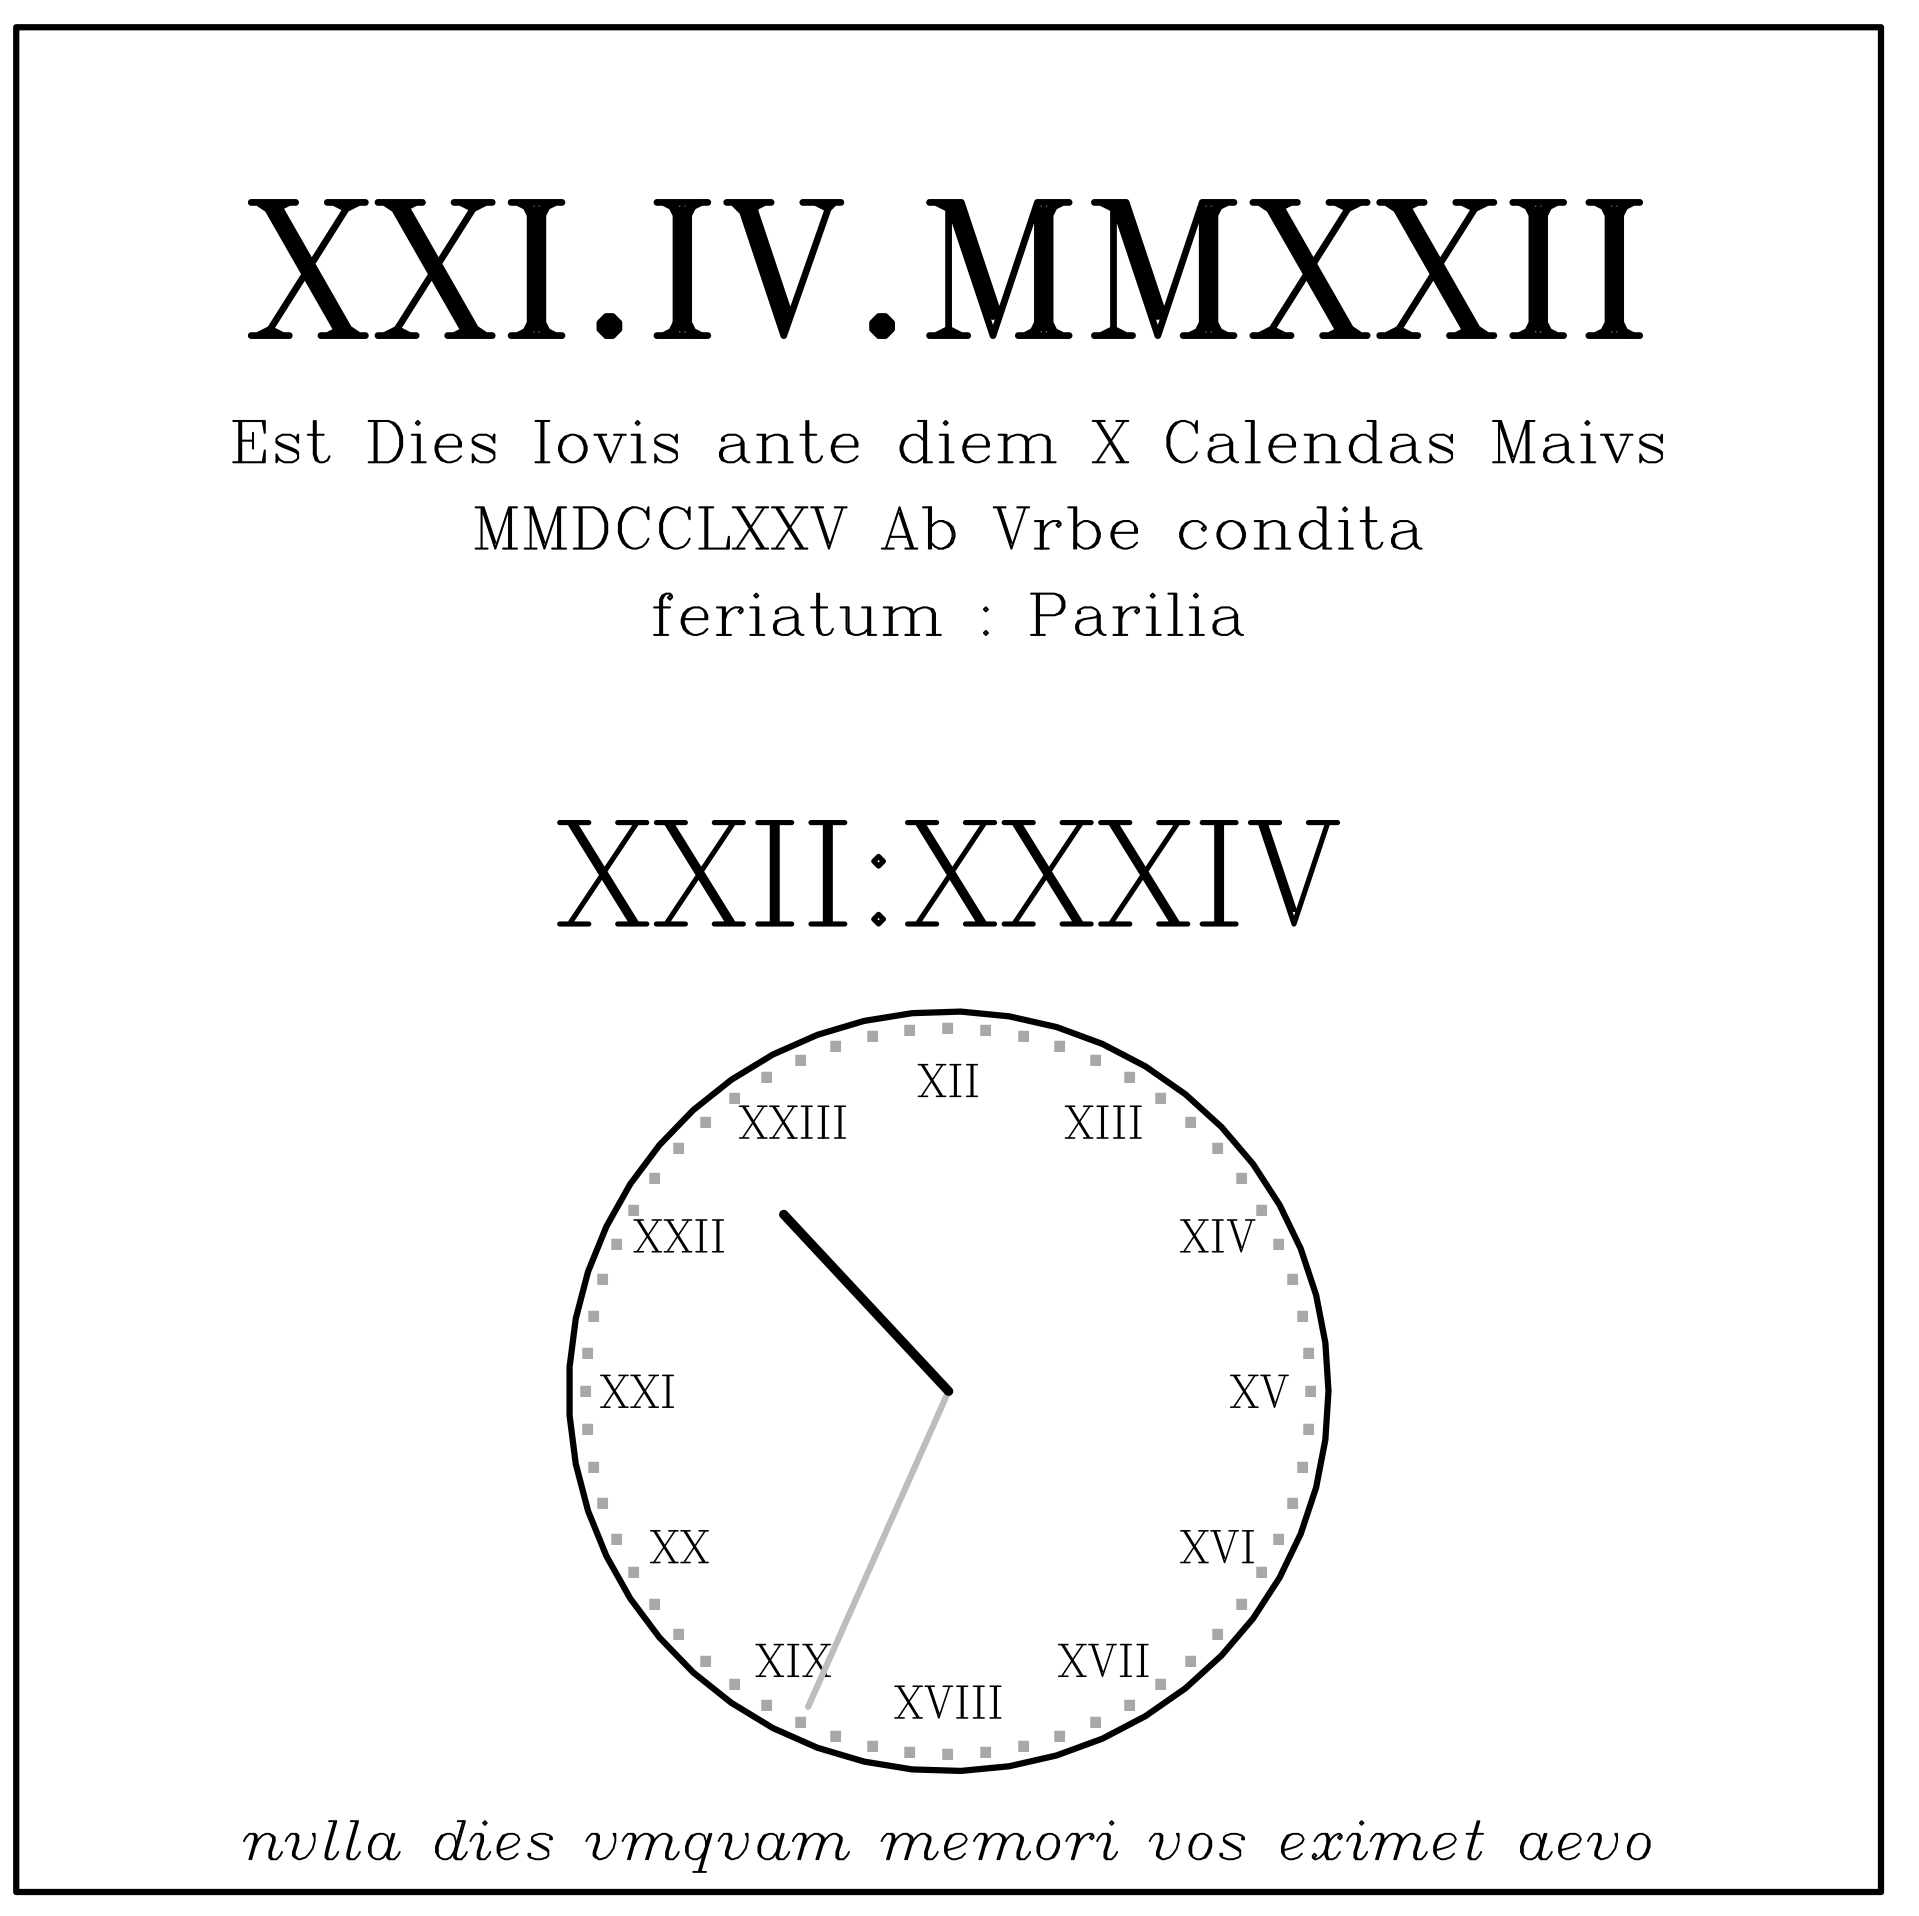 XXI.IV.MMXXII
Est Dies Iovis ante diem X Calendas Maivs
MMDCCLXXV Ab Vrbe condita
feriatum : Parilia
XXII:XXXIV
XII
XXIII XIII
XXII XIV
XXI XV
XX XVI
XIX XVII
XVIII
nvlla dies vmqvam memori vos eximet aevo